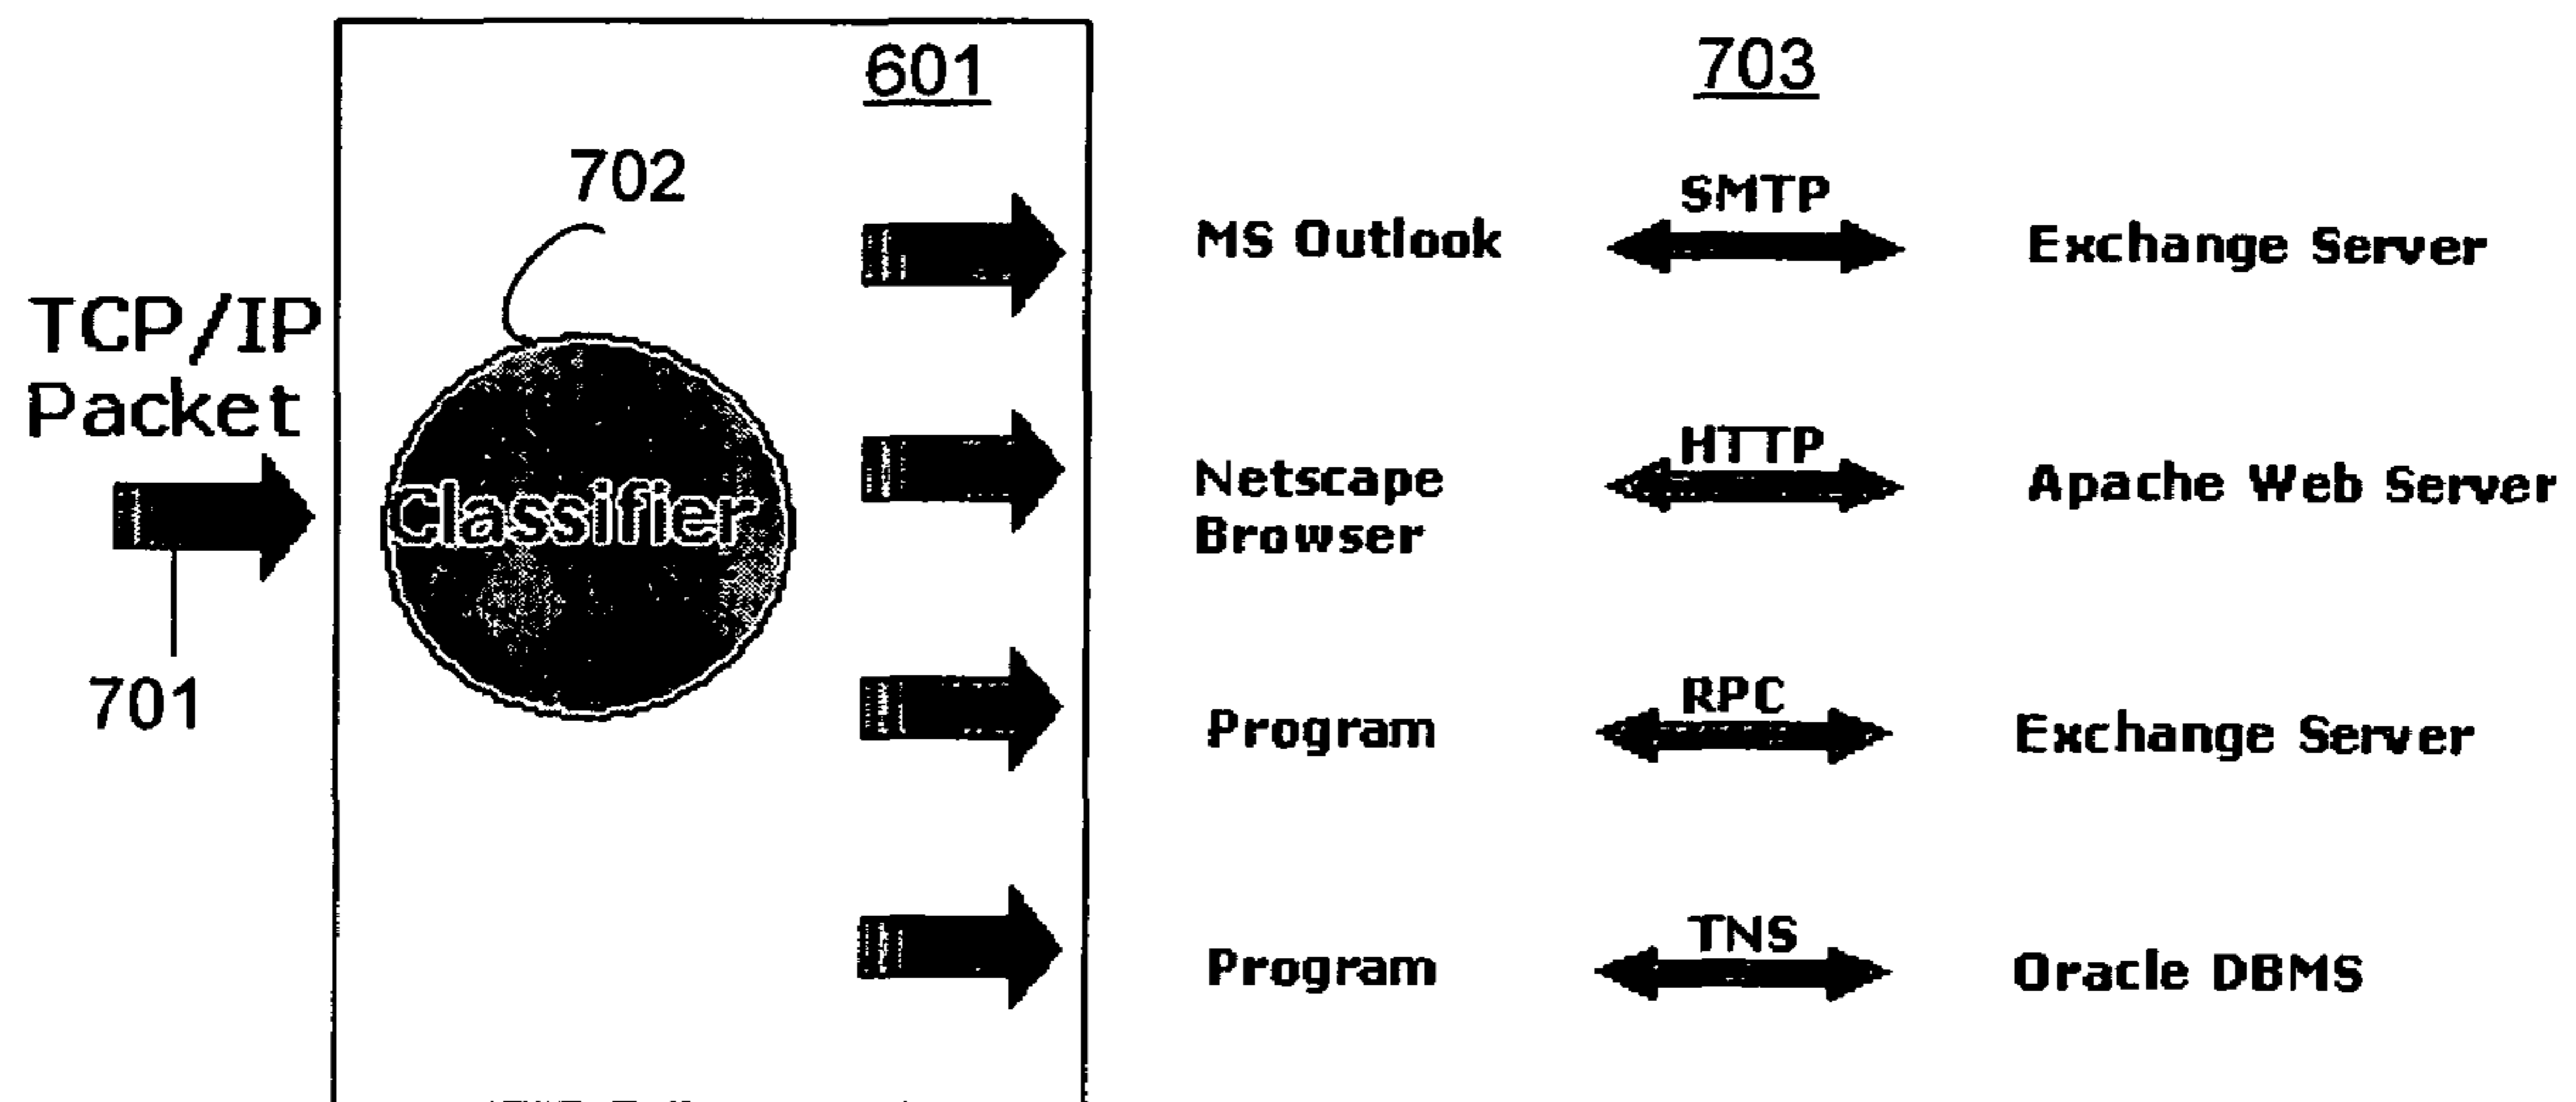 601
703
702
SMTP
MS Outlook
Exchange Server
TCP/IP
Packet
HTTP
Netscape
Browser
Apache Web Server
Classifier
701
RPC
Program
Exchange Server
TNS
Program
Oracle DBMS